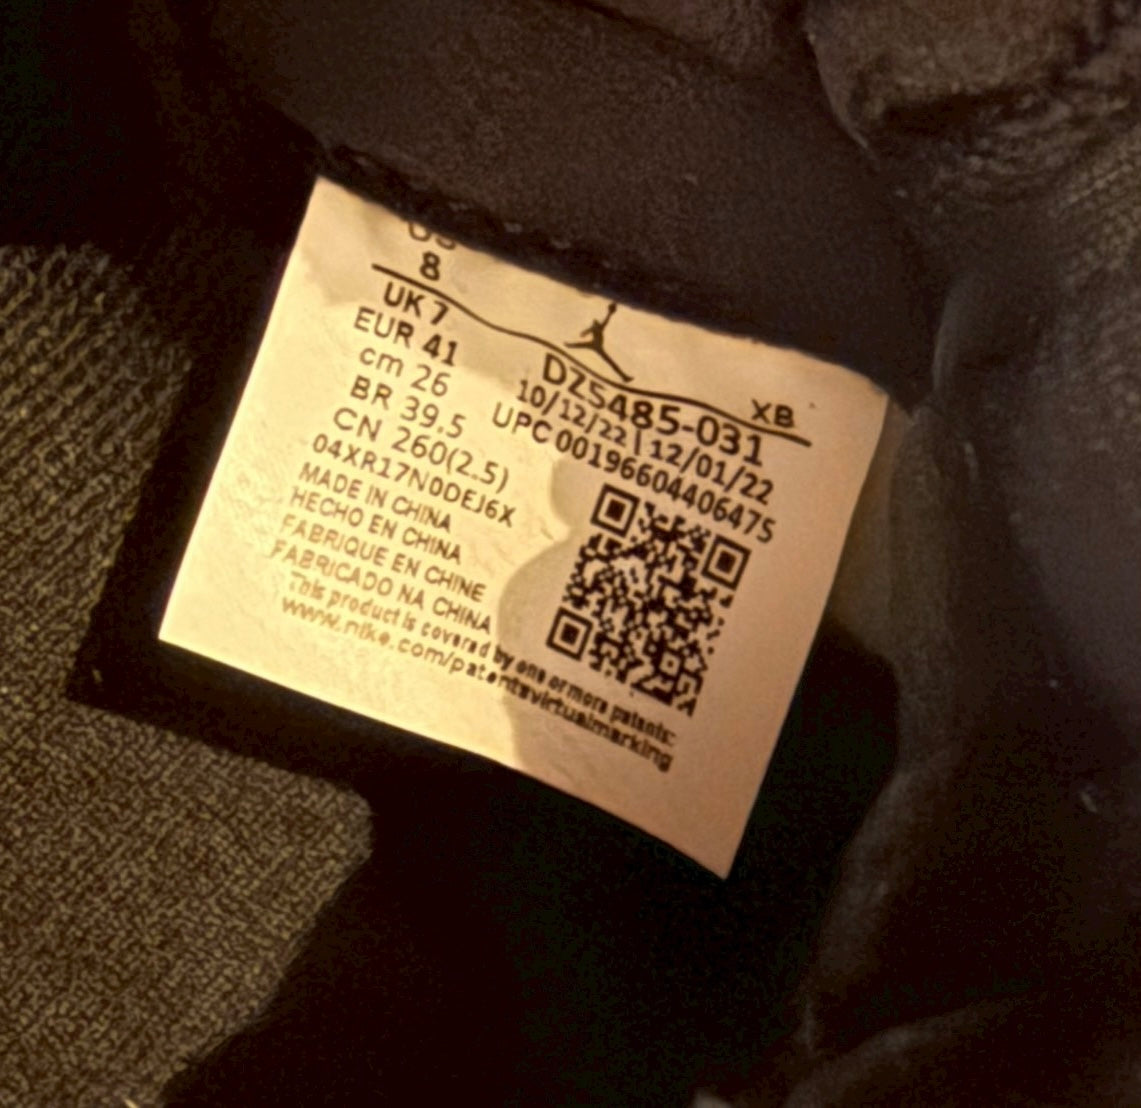 US
8
UK 7
EUR 41
cm 26
BR 39.5
CN 260(2.5)
04XR17N0DEJ6X
MADE IN CHINA
HECHO EN CHINA
FABRIQUE EN CHINE
FABRICADO NA CHINA
XB
DZ5485-031
10/12/22 | 12/01/22
UPC 00196604406475
This product is covered by one or more patents:
www.nike.com/patentsvirtualmarking